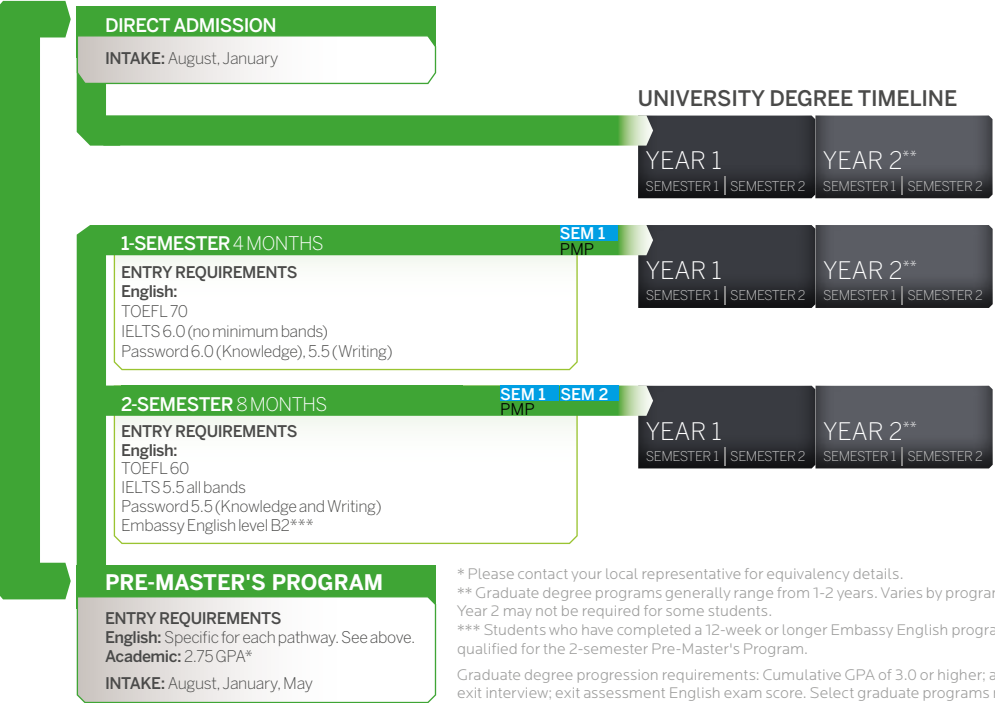 DIRECT ADMISSION
INTAKE: August, January
UNIVERSITY DEGREE TIMELINE
YEAR 1
SEMESTER 1 | SEMESTER 2
YEAR 2**
SEMESTER 1 | SEMESTER 2
1-SEMESTER 4 MONTHS
SEM 1
PMP
ENTRY REQUIREMENTS
English:
TOEFL 70
IELTS 6.0 (no minimum bands)
Password 6.0 (Knowledge), 5.5 (Writing)
YEAR 1
SEMESTER 1 | SEMESTER 2
YEAR 2**
SEMESTER 1 | SEMESTER 2
2-SEMESTER 8 MONTHS
SEM 1 SEM 2
PMP
ENTRY REQUIREMENTS
English:
TOEFL 60
IELTS 5.5 all bands
Password 5.5 (Knowledge and Writing)
Embassy English level B2***
YEAR 1
SEMESTER 1 | SEMESTER 2
YEAR 2**
SEMESTER 1 | SEMESTER 2
PRE-MASTER'S PROGRAM
ENTRY REQUIREMENTS
English: Specific for each pathway. See above.
Academic: 2.75 GPA*
INTAKE: August, January, May
* Please contact your local representative for equivalency details.
** Graduate degree programs generally range from 1-2 years. Varies by program
Year 2 may not be required for some students.
*** Students who have completed a 12-week or longer Embassy English progra
qualified for the 2-semester Pre-Master's Program.
Graduate degree progression requirements: Cumulative GPA of 3.0 or higher; a
exit interview; exit assessment English exam score. Select graduate programs